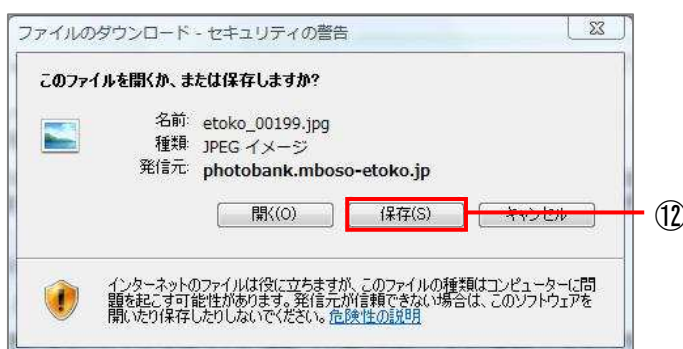 ファイルのダウンロード - セキュリティの警告
このファイルを開くか、または保存しますか?
名前: etoko_00199.jpg
種類: JPEG イメージ
発信元: photobank.mboso-etoko.jp
開く(O) 保存(S) キャンセル
⑫
インターネットのファイルは役に立ちますが、このファイルの種類はコンピューターに問
題を起こす可能性があります。発信元が信頼できない場合は、このソフトウェアを
開いたり保存したりしないでください。危険性の説明